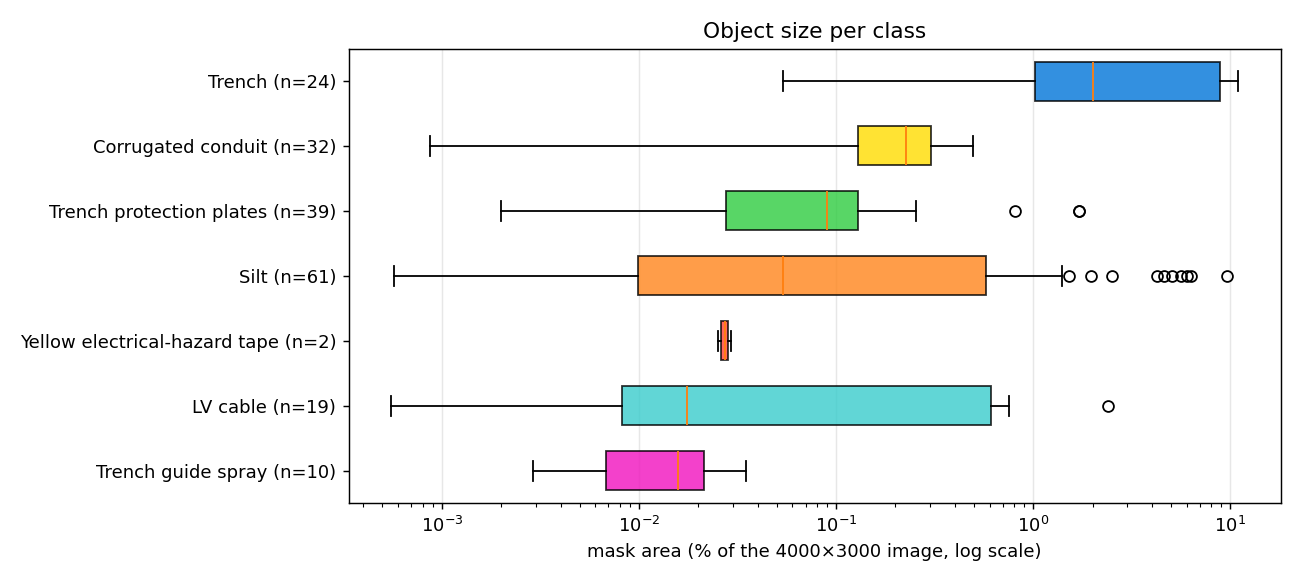 Object size per class
Trench (n=24)
Corrugated conduit (n=32)
Trench protection plates (n=39)
Silt (n=61)
Yellow electrical-hazard tape (n=2)
LV cable (n=19)
Trench guide spray (n=10)
10⁻³ 10⁻² 10⁻¹ 10⁰ 10¹
mask area (% of the 4000×3000 image, log scale)